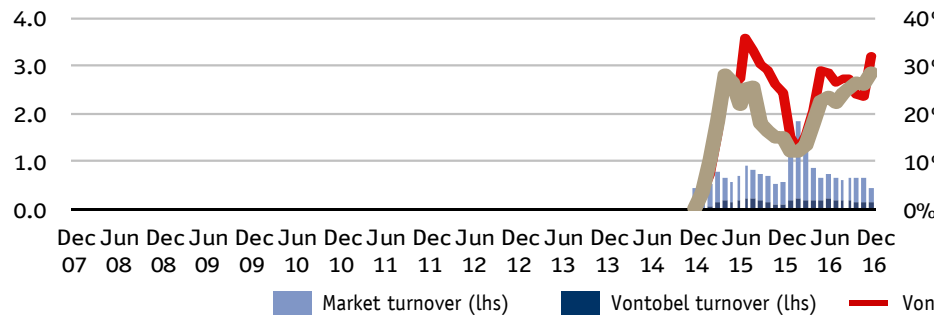 4.0 40%
3.0 30%
2.0 20%
1.0 10%
0.0 0%
Dec Jun Dec Jun Dec Jun Dec Jun Dec Jun Dec Jun Dec Jun Dec Jun Dec Jun Dec
07 08 08 09 09 10 10 11 11 12 12 13 13 14 14 15 15 16 16
Market turnover (lhs) Vontobel turnover (lhs) Von